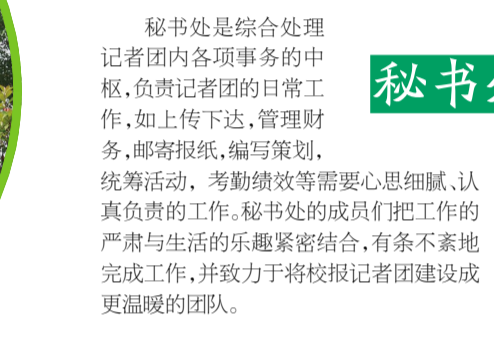 秘书处是综合处理
记者团内各项事务的中
枢,负责记者团的日常工
作,如上传下达,管理财
务,邮寄报纸,编写策划,
统筹活动，考勤绩效等需要心思细腻、认
真负责的工作。秘书处的成员们把工作的
严肃与生活的乐趣紧密结合,有条不紊地
完成工作,并致力于将校报记者团建设成
更温暖的团队。
秘书